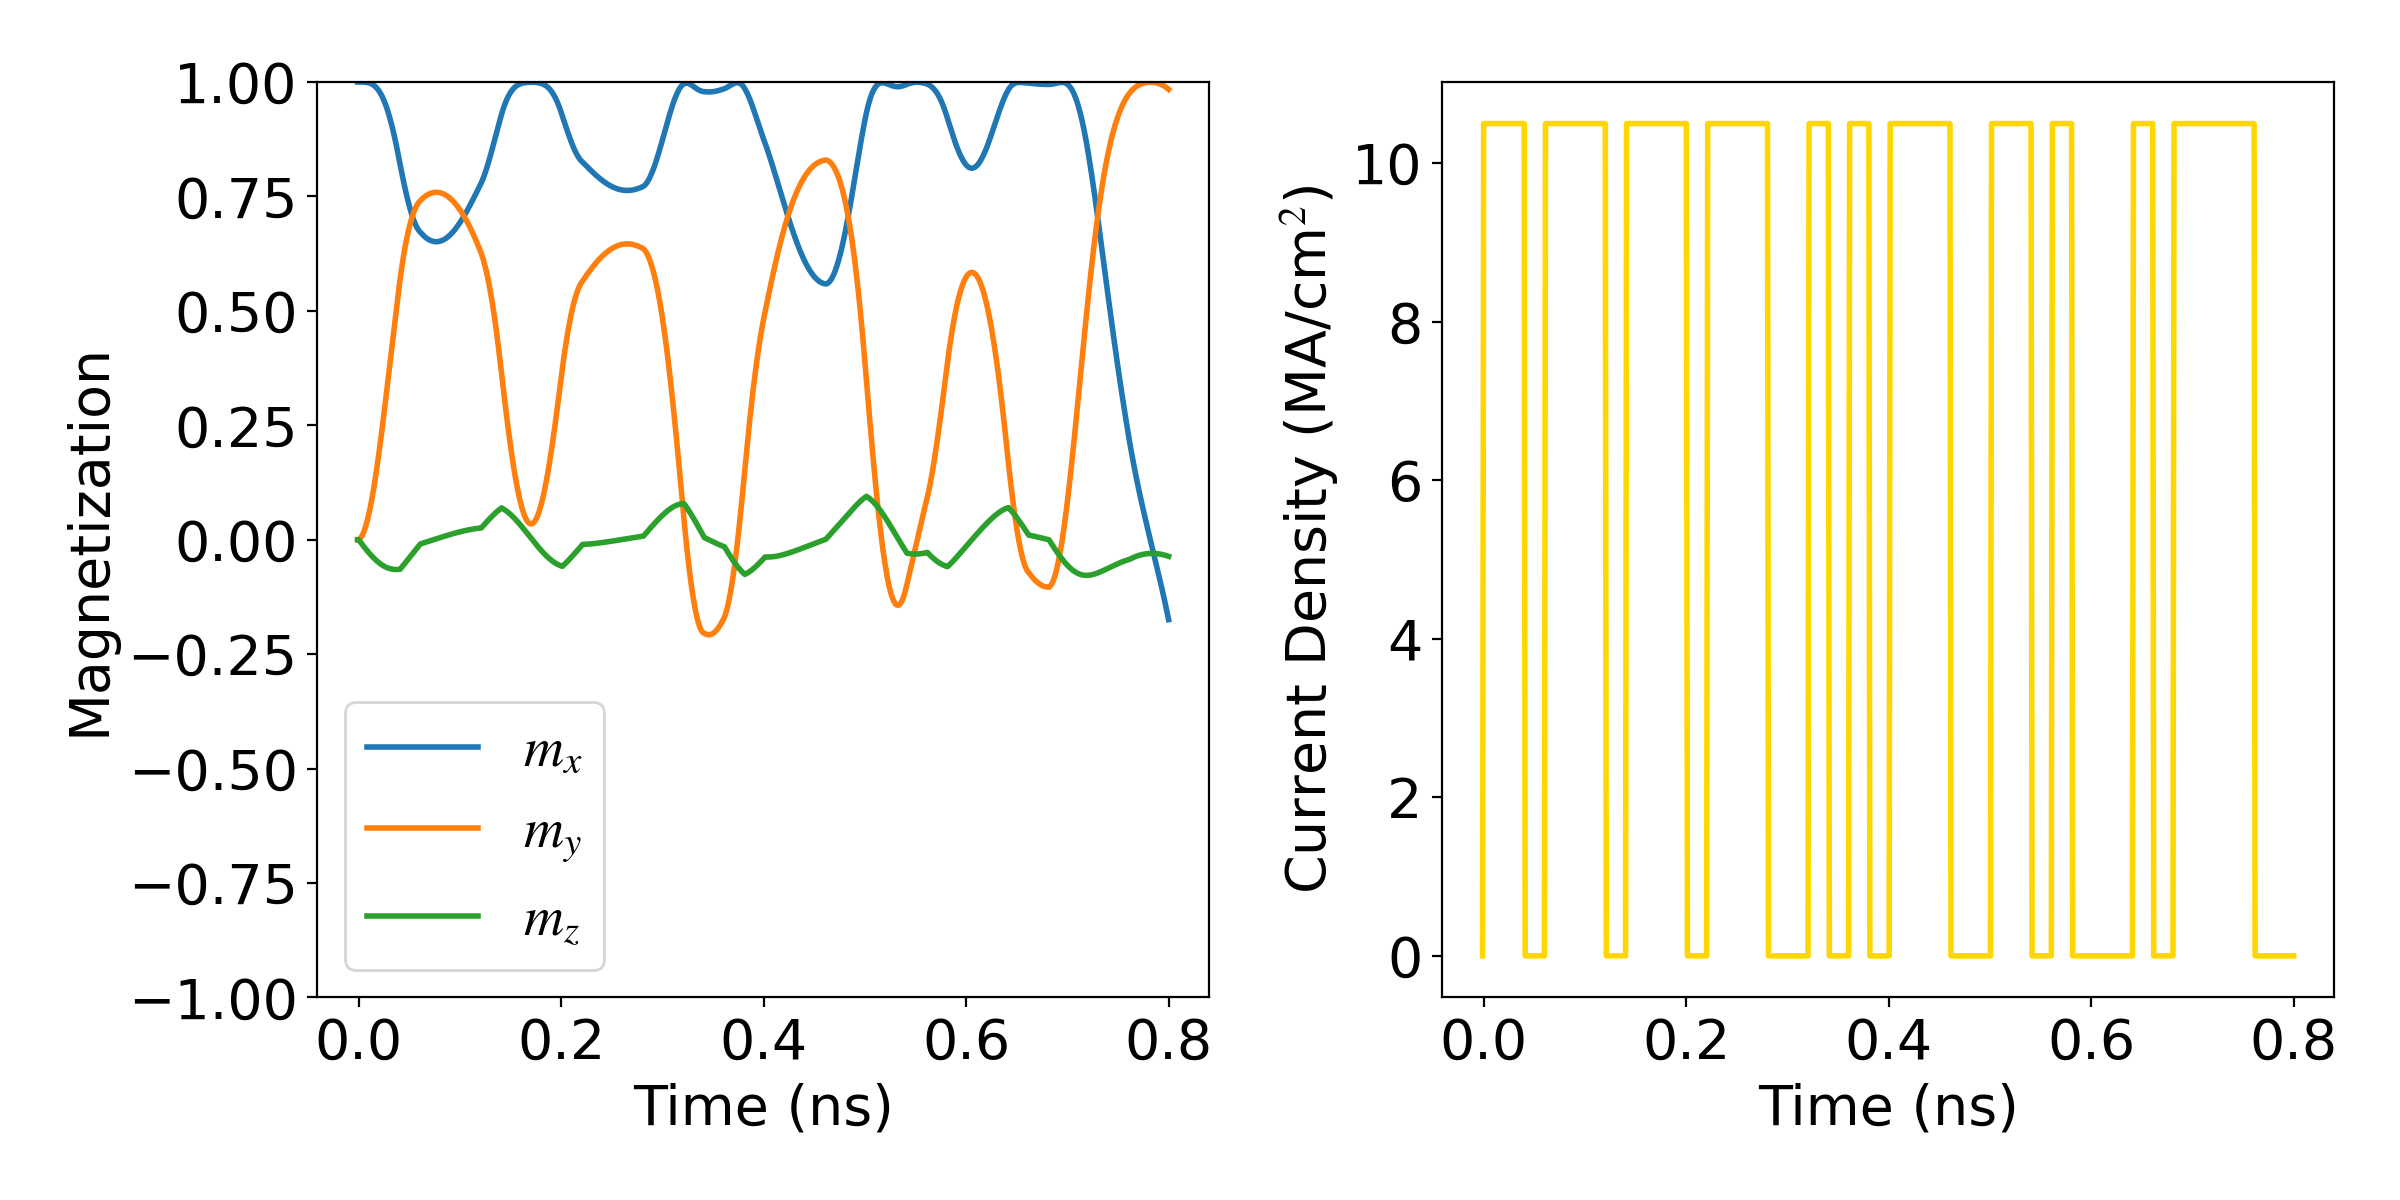 Magnetization
1.00
0.75
0.50
0.25
0.00
−0.25
−0.50
−0.75
−1.00
m_x
m_y
m_z
0.0 0.2 0.4 0.6 0.8
Time (ns)
Current Density (MA/cm²)
10
8
6
4
2
0
0.0 0.2 0.4 0.6 0.8
Time (ns)